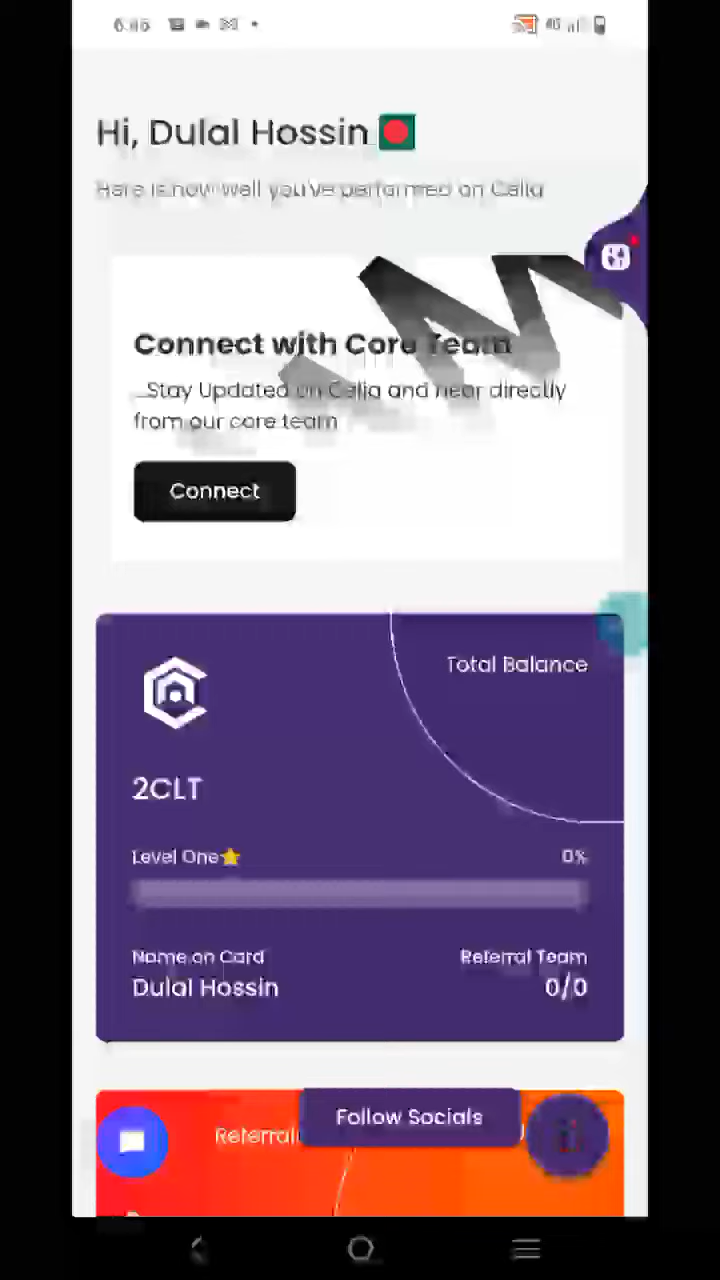 Hi, Dulal Hossin
Here is how well you've performed on Celia
Connect with Core Team
...Stay Updated on Celia and hear directly
from our core team
Connect
Total Balance
2CLT
Level One
0%
Name on Card
Referral Team
Dulal Hossin
0/0
Follow Socials
Referral